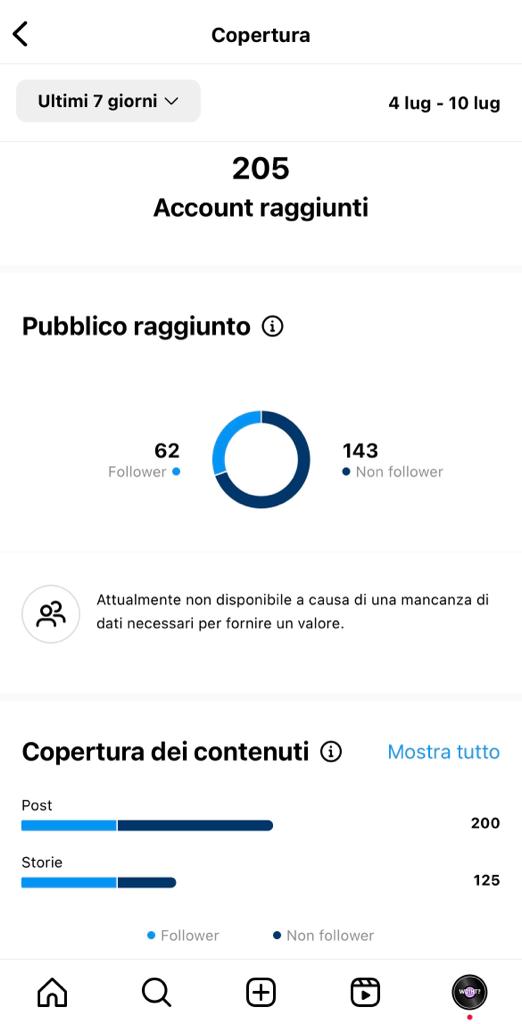 Copertura
Ultimi 7 giorni
4 lug - 10 lug
205
Account raggiunti
Pubblico raggiunto
62
Follower
143
Non follower
Attualmente non disponibile a causa di una mancanza di
dati necessari per fornire un valore.
Copertura dei contenuti
Mostra tutto
Post
200
Storie
125
Follower
Non follower